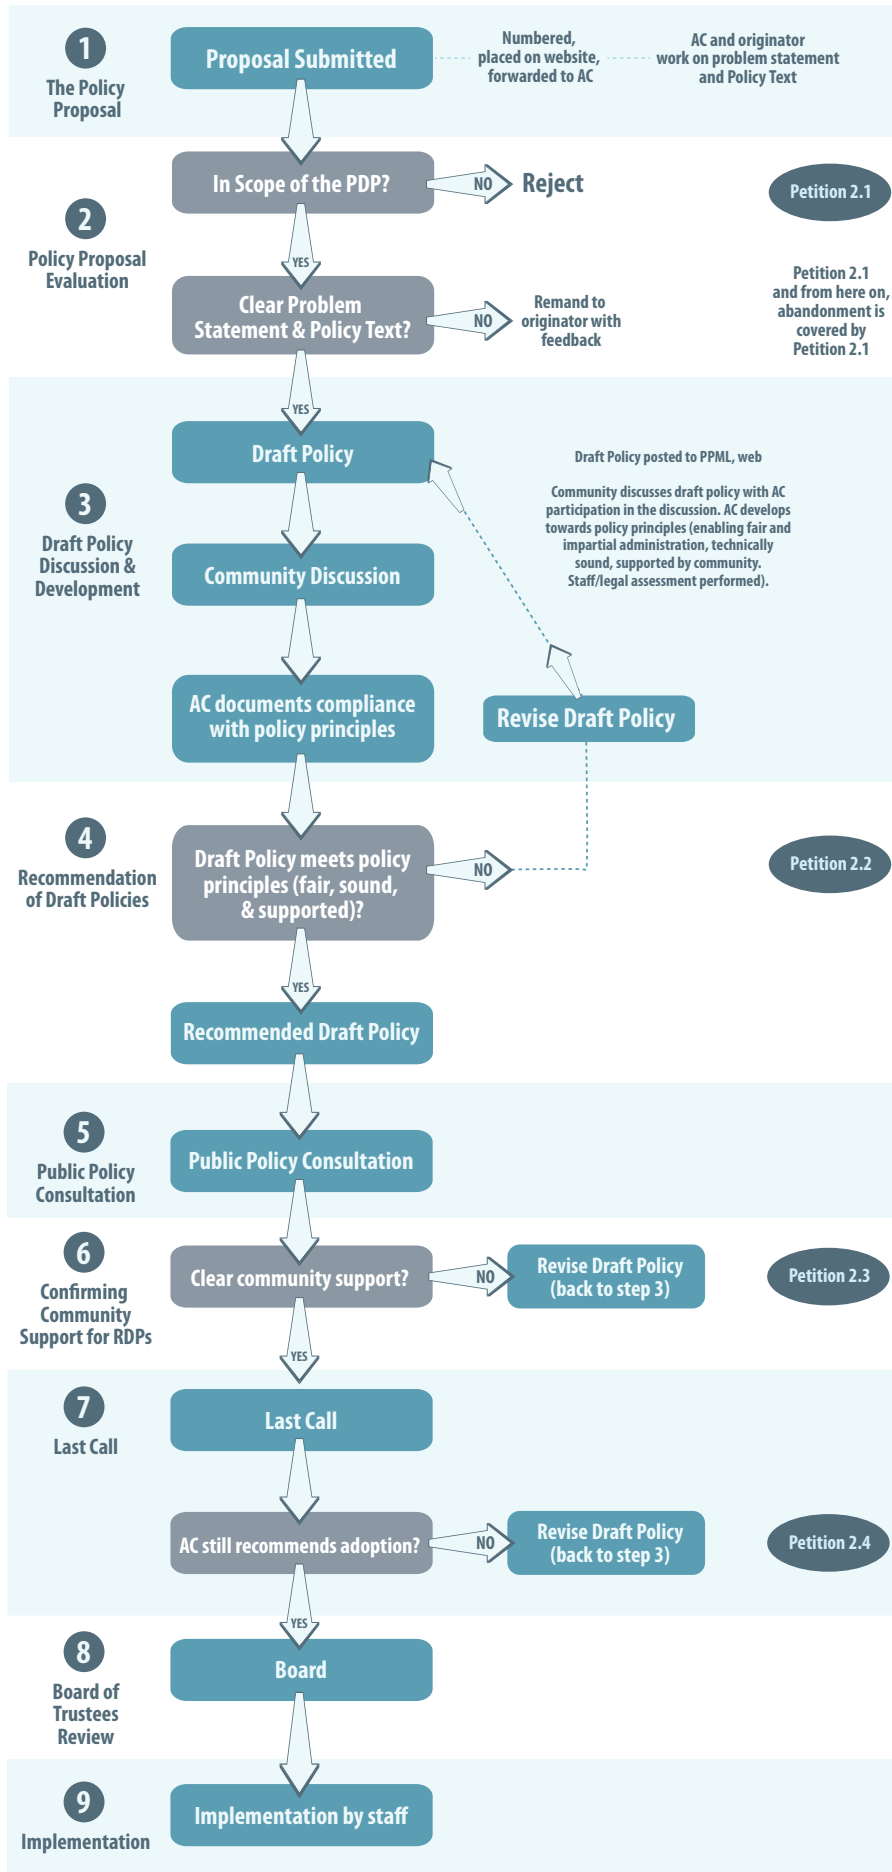 1
The Policy
Proposal
Proposal Submitted
Numbered,
placed on website,
forwarded to AC
AC and originator
work on problem statement
and Policy Text
2
Policy Proposal
Evaluation
In Scope of the PDP?
NO
Reject
Petition 2.1
YES
Clear Problem
Statement & Policy Text?
NO
Remand to
originator with
feedback
Petition 2.1
and from here on,
abandonment is
covered by
Petition 2.1
YES
3
Draft Policy
Discussion &
Development
Draft Policy
Draft Policy posted to PPML, web
Community discusses draft policy with AC
participation in the discussion. AC develops
towards policy principles (enabling fair and
impartial administration, technically
sound, supported by community.
Staff/legal assessment performed).
Community Discussion
AC documents compliance
with policy principles
Revise Draft Policy
4
Recommendation
of Draft Policies
Draft Policy meets policy
principles (fair, sound,
& supported)?
NO
Petition 2.2
YES
Recommended Draft Policy
5
Public Policy
Consultation
Public Policy Consultation
6
Confirming
Community
Support for RDPs
Clear community support?
NO
Revise Draft Policy
(back to step 3)
Petition 2.3
YES
7
Last Call
Last Call
AC still recommends adoption?
NO
Revise Draft Policy
(back to step 3)
Petition 2.4
YES
8
Board of
Trustees
Review
Board
9
Implementation
Implementation by staff